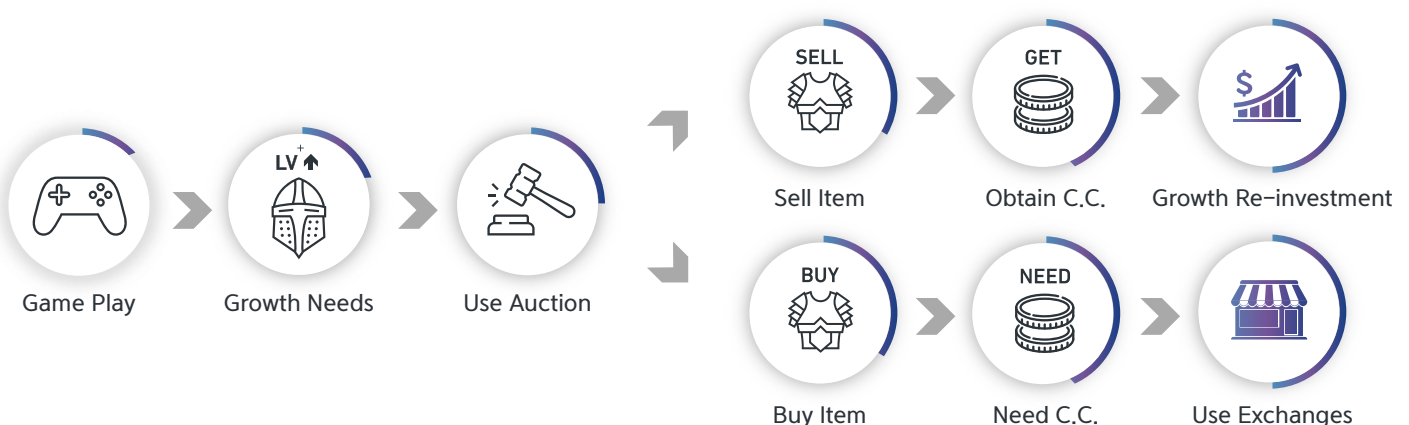 LV +
Game Play
Growth Needs
Use Auction
SELL
Sell Item
GET
Obtain C.C.
$
Growth Re-investment
BUY
Buy Item
NEED
Need C.C.
Use Exchanges